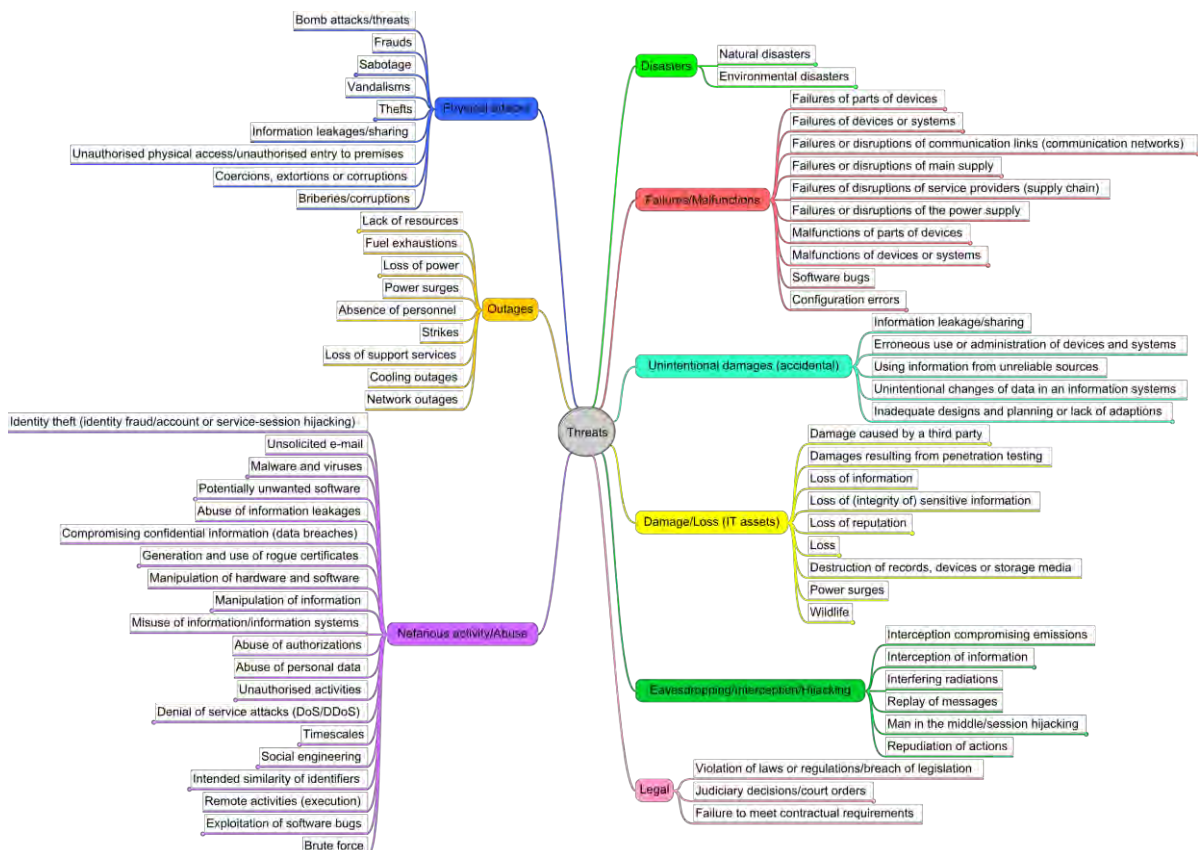 Bomb attacks/threats
Frauds
Sabotage
Vandalisms
Thefts
Information leakages/sharing
Unauthorised physical access/unauthorised entry to premises
Coercions, extortions or corruptions
Briberies/corruptions
Physical attacks
Lack of resources
Fuel exhaustions
Loss of power
Power surges
Absence of personnel
Strikes
Loss of support services
Cooling outages
Network outages
Outages
Identity theft (identity fraud/account or service-session hijacking)
Unsolicited e-mail
Malware and viruses
Potentially unwanted software
Abuse of information leakages
Compromising confidential information (data breaches)
Generation and use of rogue certificates
Manipulation of hardware and software
Manipulation of information
Misuse of information/information systems
Abuse of authorizations
Abuse of personal data
Unauthorised activities
Denial of service attacks (DoS/DDoS)
Timescales
Social engineering
Intended similarity of identifiers
Remote activities (execution)
Exploitation of software bugs
Brute force
Nefarious activity/Abuse
Threats
Disasters
Natural disasters
Environmental disasters
Failures/Malfunctions
Failures of parts of devices
Failures of devices or systems
Failures or disruptions of communication links (communication networks)
Failures or disruptions of main supply
Failures of disruptions of service providers (supply chain)
Failures or disruptions of the power supply
Malfunctions of parts of devices
Malfunctions of devices or systems
Software bugs
Configuration errors
Unintentional damages (accidental)
Information leakage/sharing
Erroneous use or administration of devices and systems
Using information from unreliable sources
Unintentional changes of data in an information systems
Inadequate designs and planning or lack of adaptions
Damage/Loss (IT assets)
Damage caused by a third party
Damages resulting from penetration testing
Loss of information
Loss of (integrity of) sensitive information
Loss of reputation
Loss
Destruction of records, devices or storage media
Power surges
Wildlife
Eavesdropping/Interception/Hijacking
Interception compromising emissions
Interception of information
Interfering radiations
Replay of messages
Man in the middle/session hijacking
Repudiation of actions
Legal
Violation of laws or regulations/breach of legislation
Judiciary decisions/court orders
Failure to meet contractual requirements